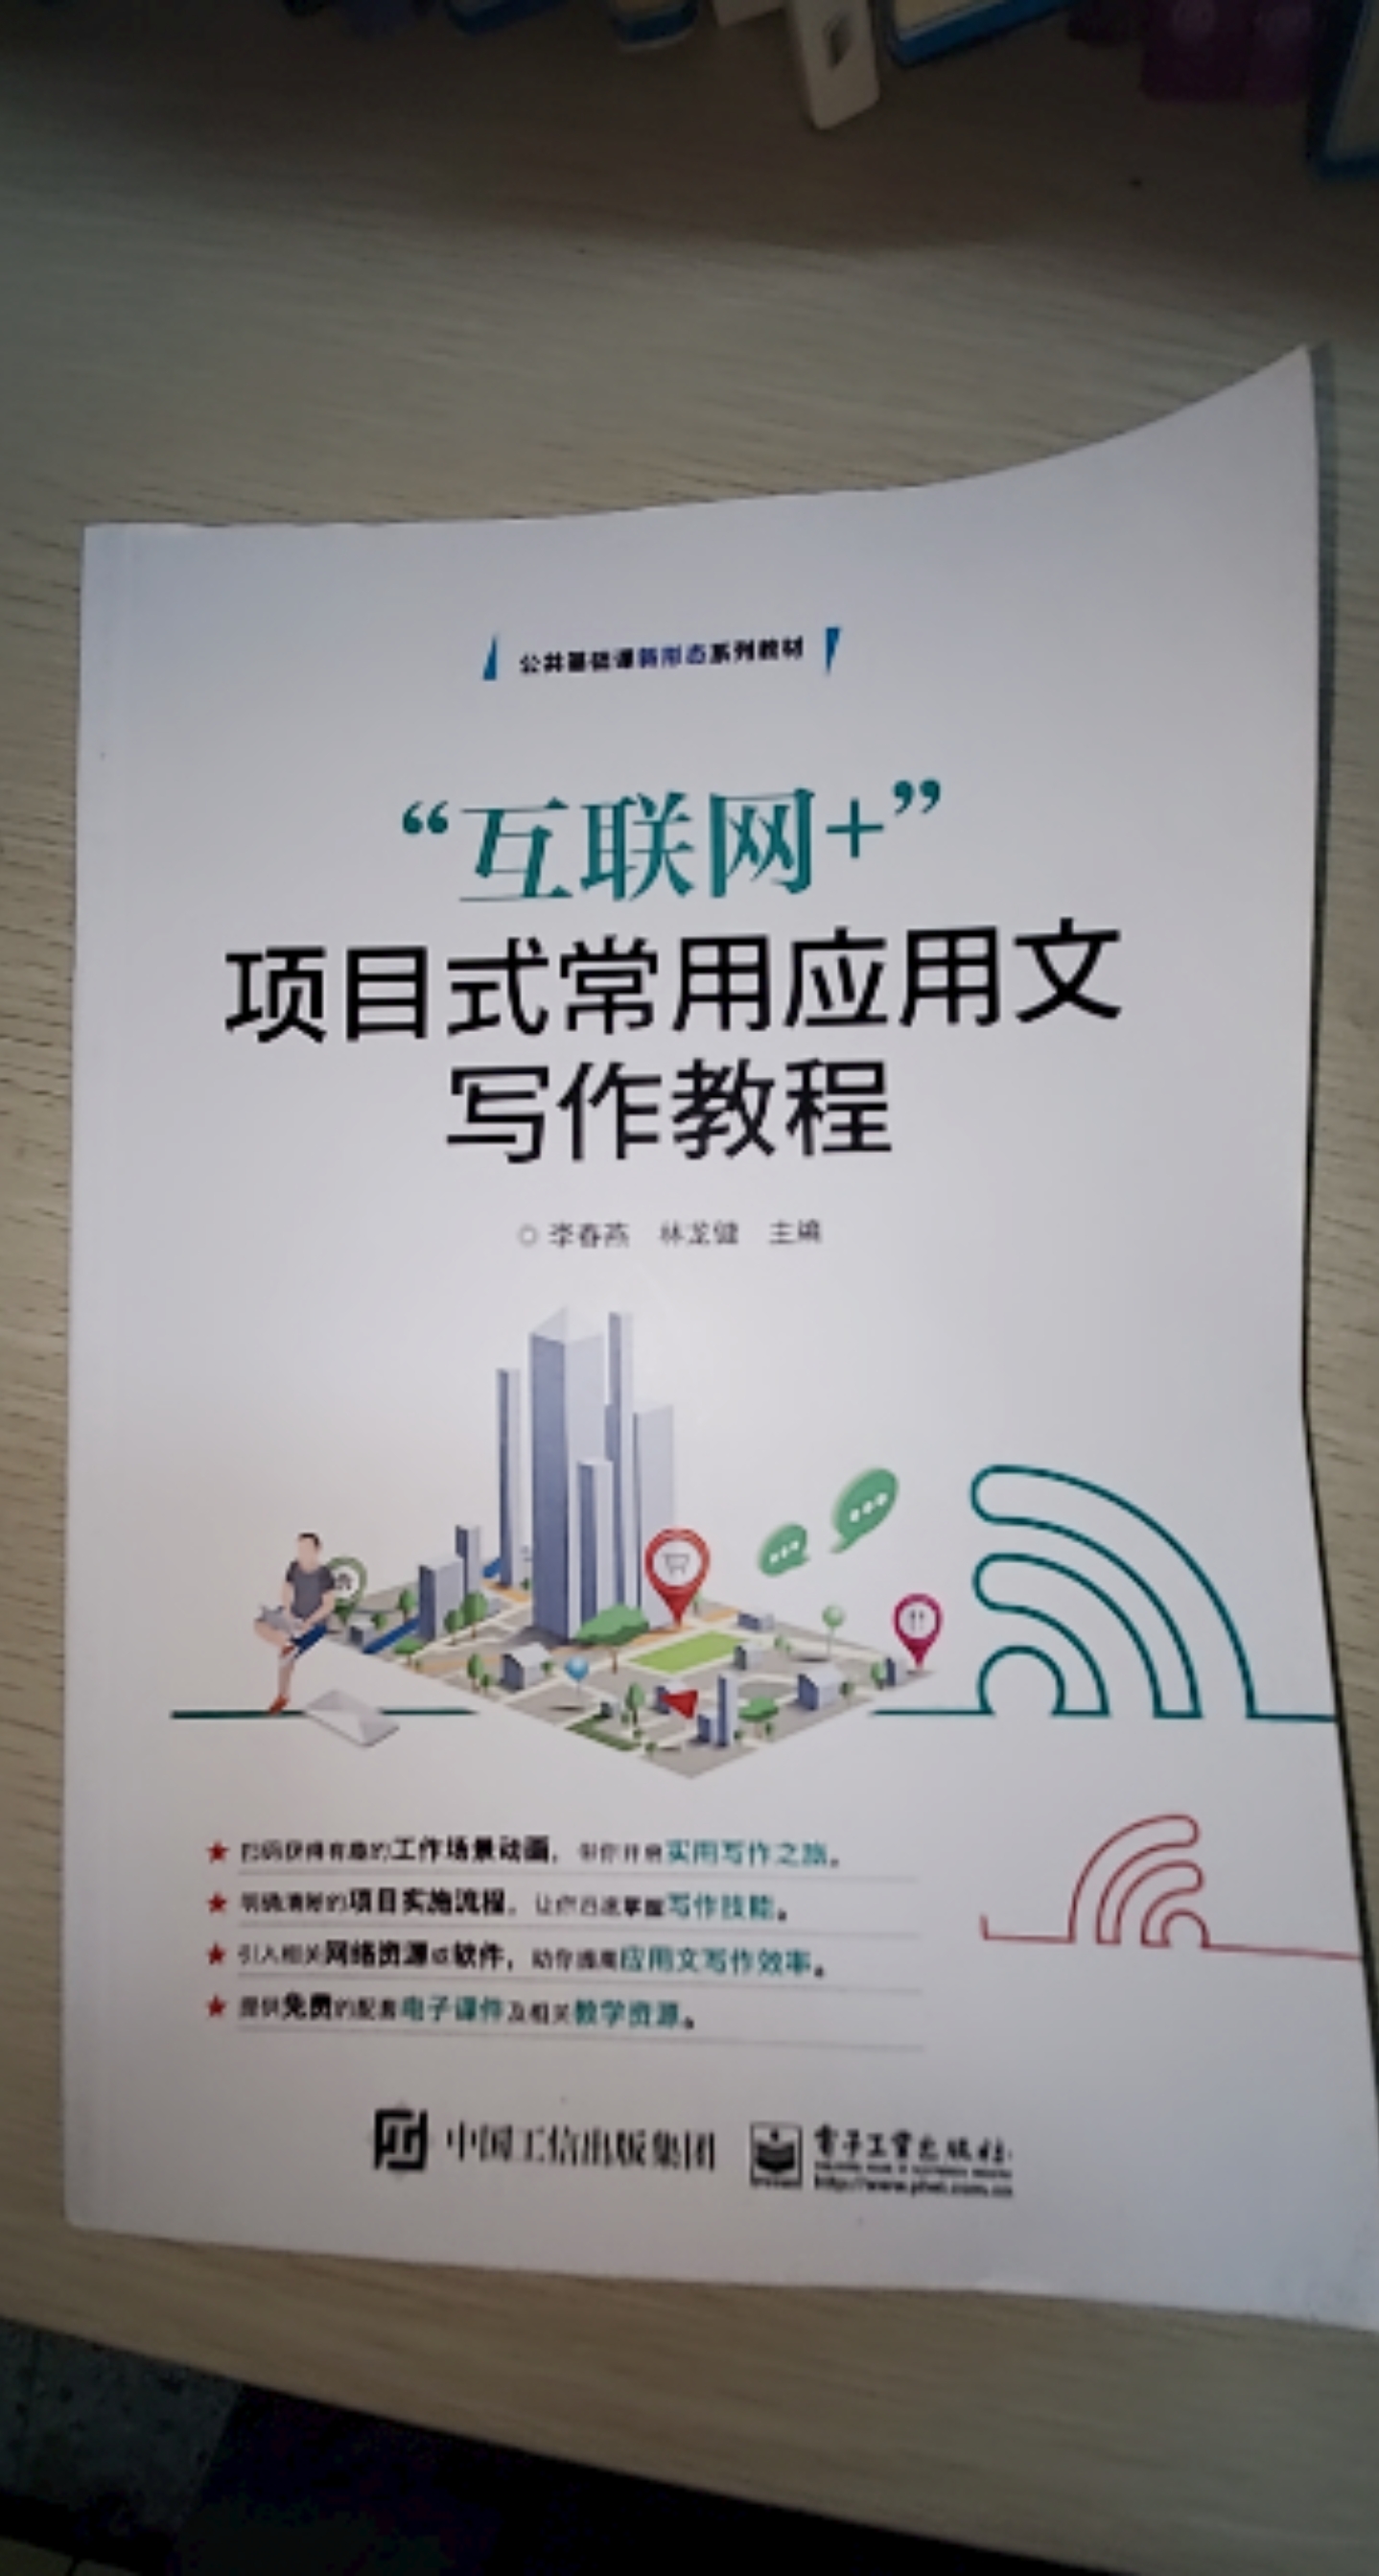 公共基础课新形态系列教材
“互联网+”
项目式常用应用文
写作教程
李春燕 林龙健 主编
扫码获得有趣的工作场景动画，带你开启实用写作之旅。
明确清晰的项目实施流程，让你迅速掌握写作技能。
引入相关网络资源或软件，助你提高应用文写作效率。
提供免费的配套电子课件及相关教学资源。
中国工信出版集团
电子工业出版社
http://www.phei.com.cn